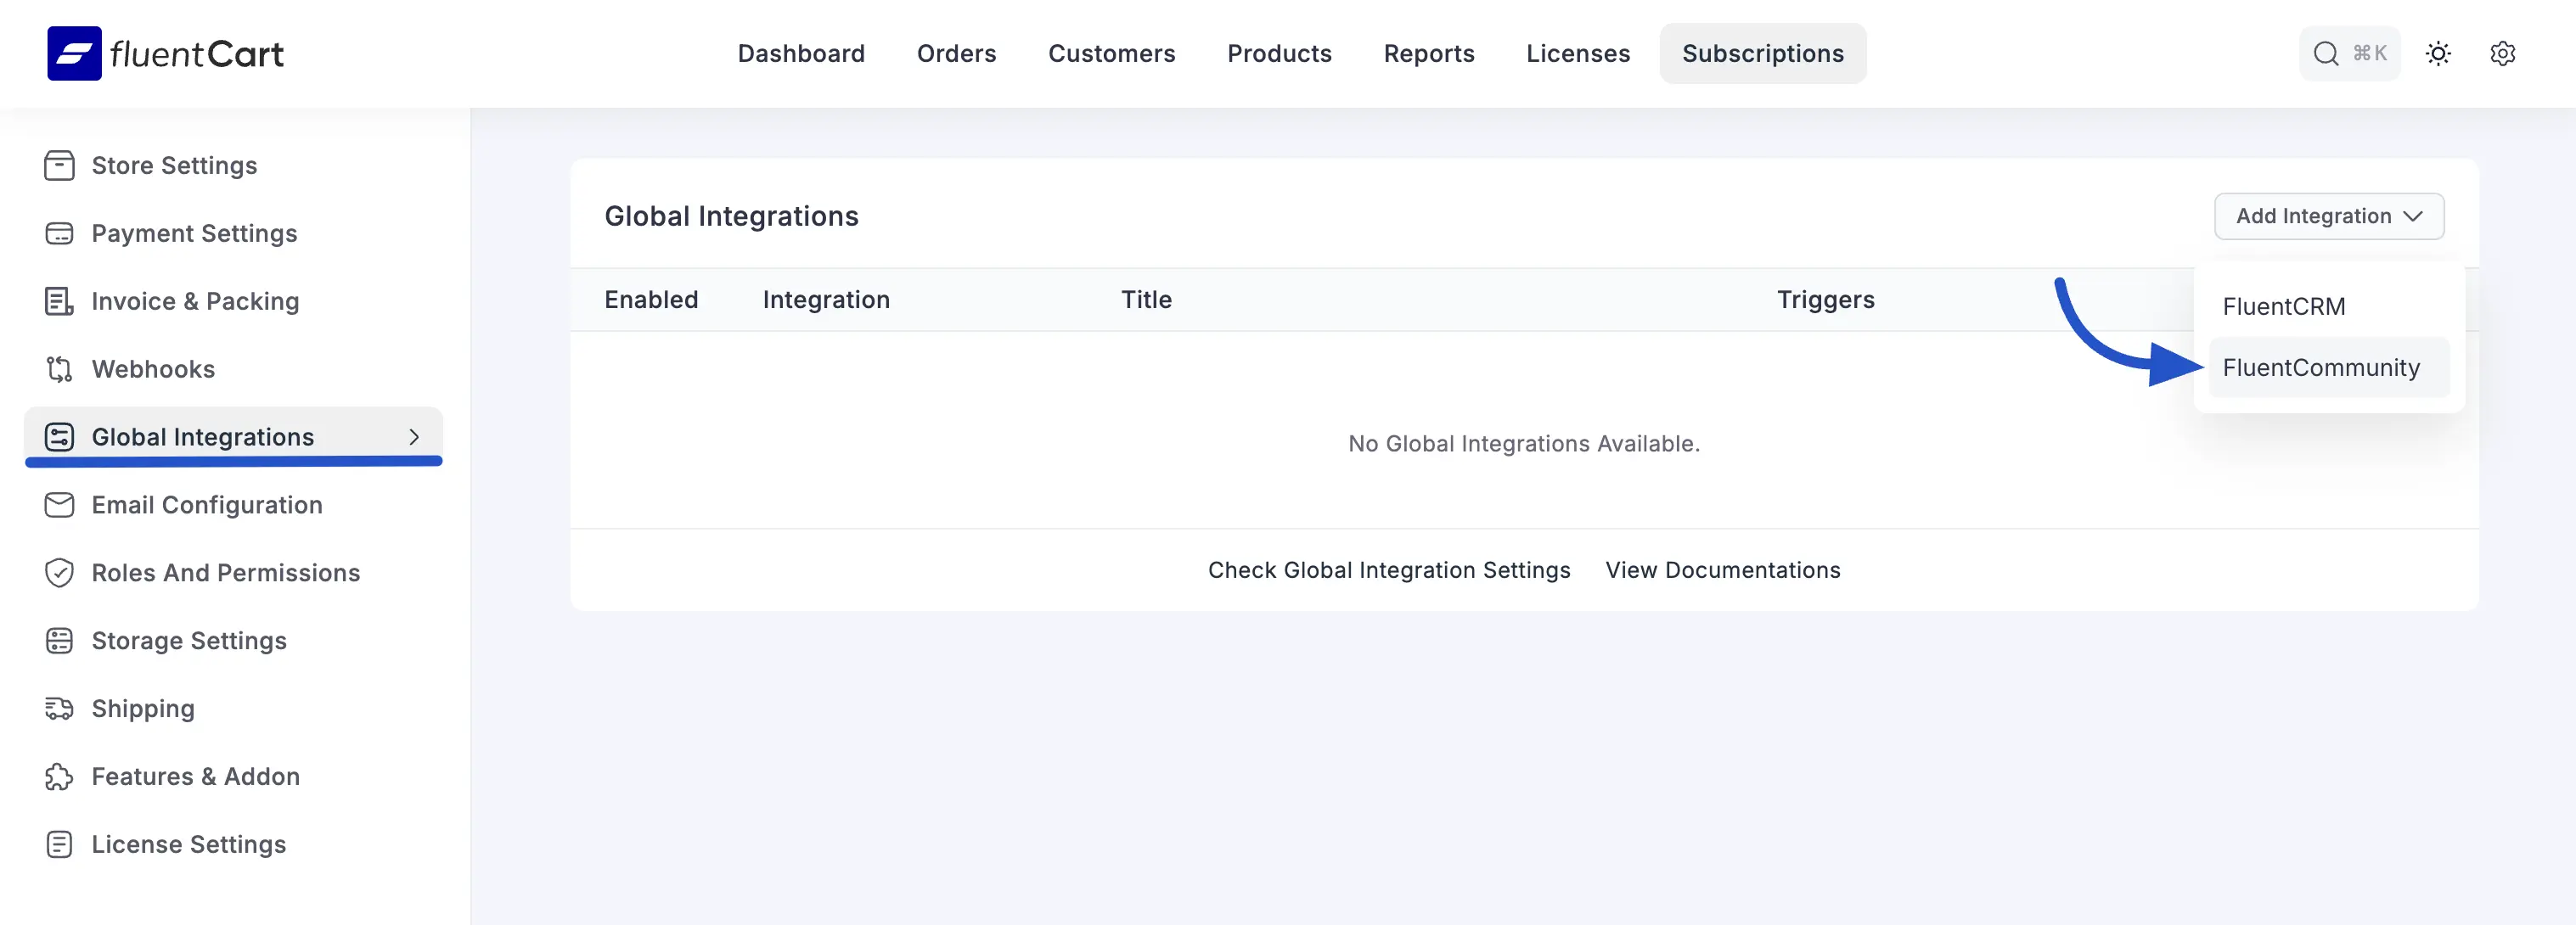 fluentCart
Dashboard Orders Customers Products Reports Licenses Subscriptions ⌘K
Store Settings
Payment Settings
Invoice & Packing
Webhooks
Global Integrations
Email Configuration
Roles And Permissions
Storage Settings
Shipping
Features & Addon
License Settings
Global Integrations
Add Integration
FluentCRM
FluentCommunity
Enabled Integration Title Triggers
No Global Integrations Available.
Check Global Integration Settings View Documentations